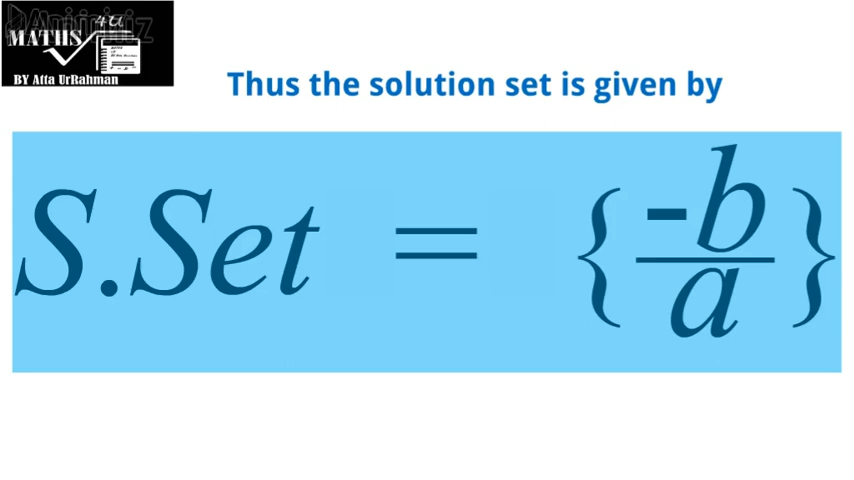 MATHS 4U
BY Atta UrRahman
Thus the solution set is given by
S.Set = {-b/a}